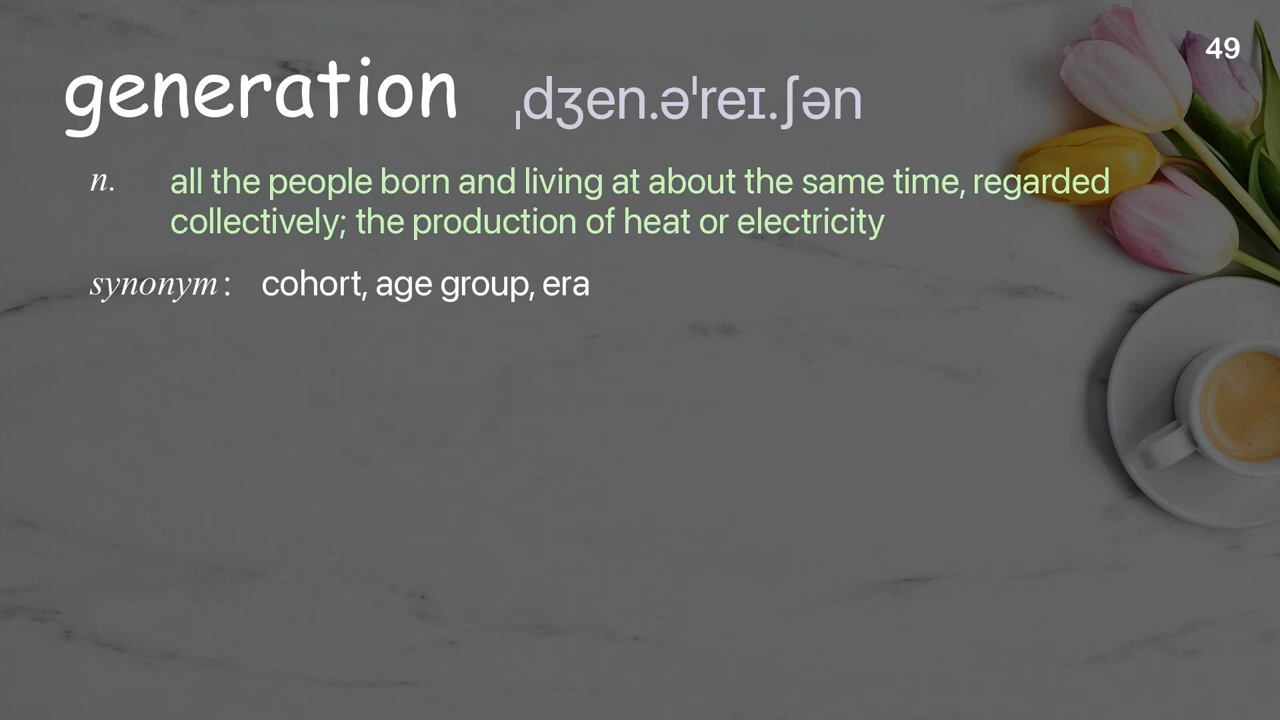 49
generation ˌdʒen.əˈreɪ.ʃən
n. all the people born and living at about the same time, regarded
collectively; the production of heat or electricity
synonym : cohort, age group, era